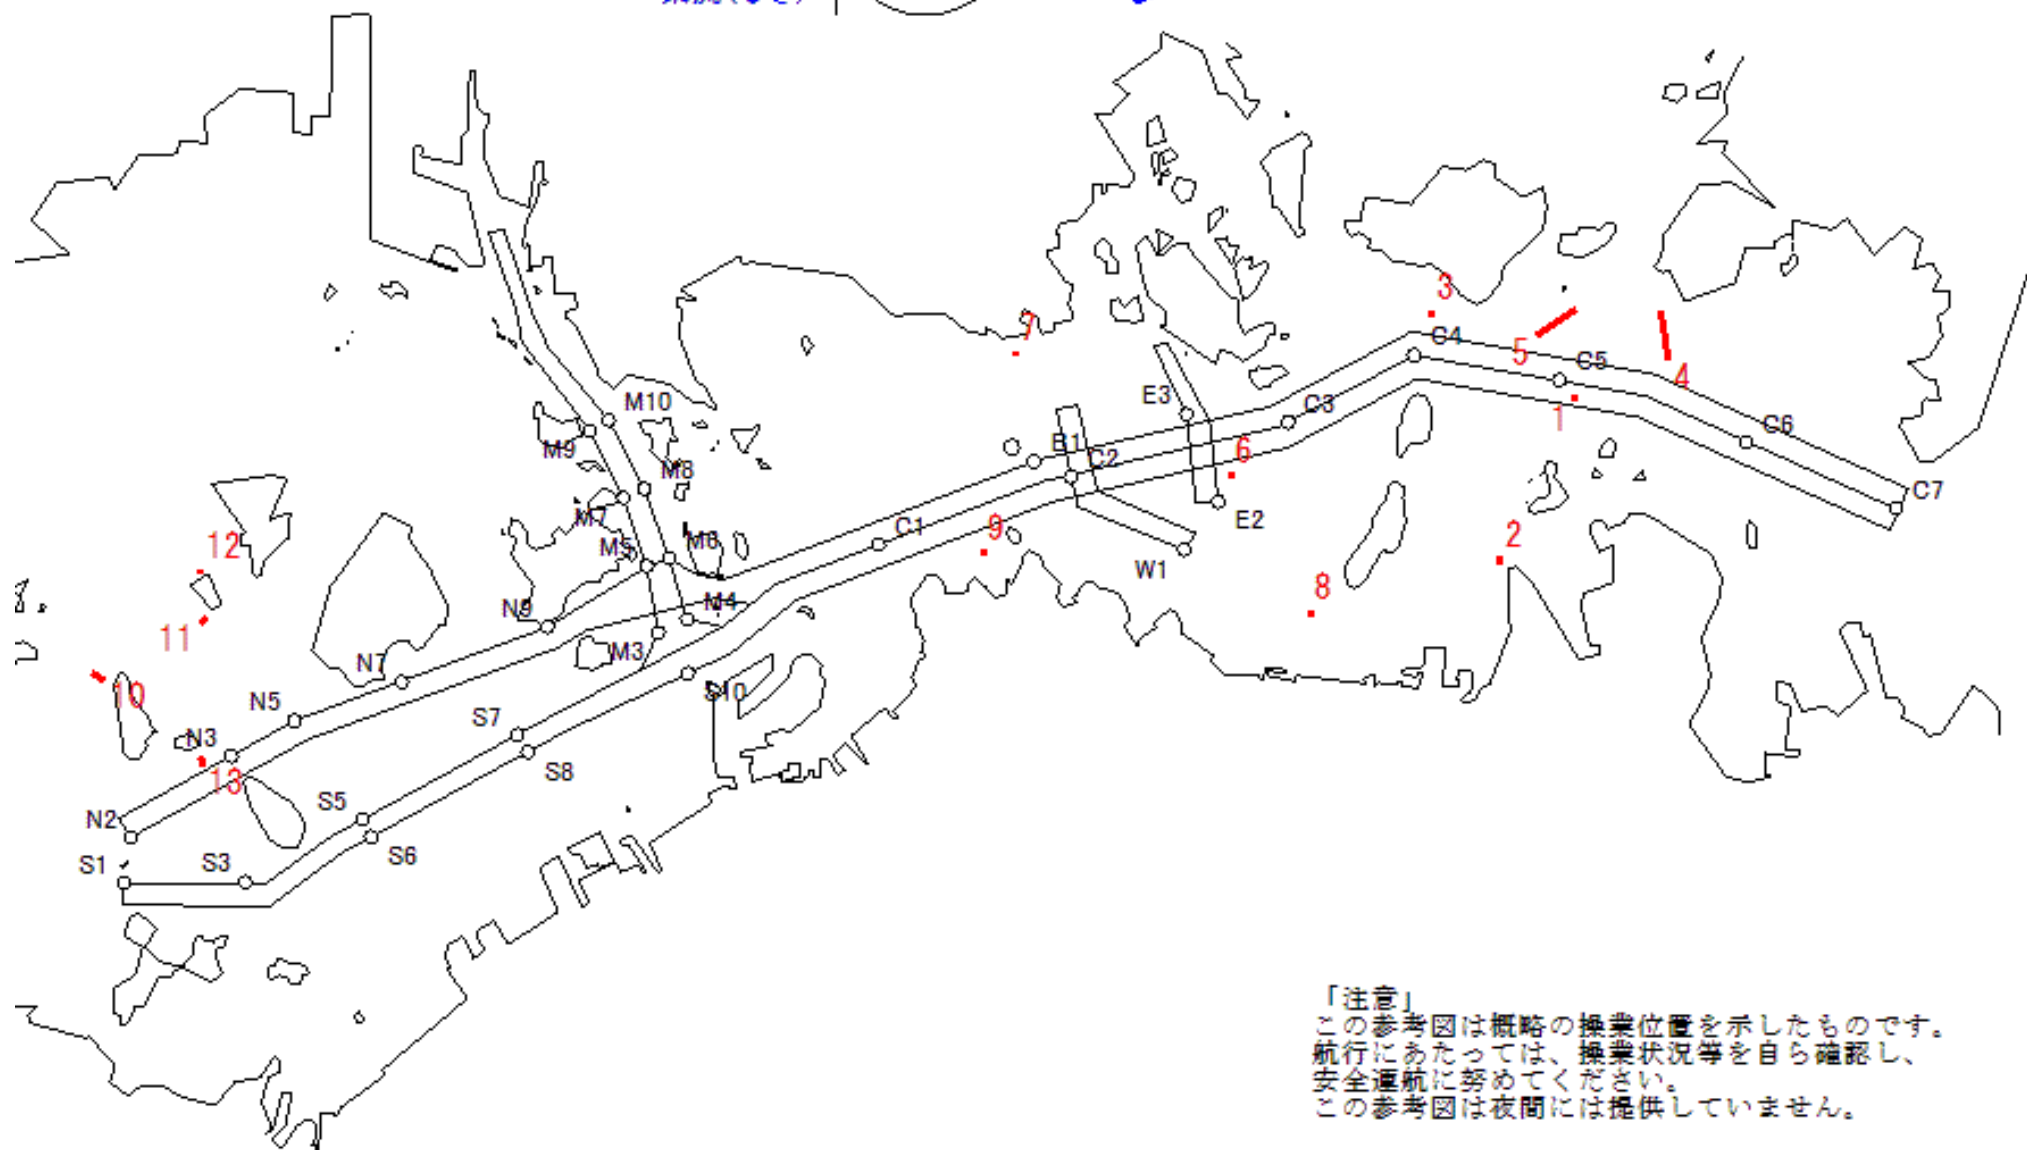 3
C4
7
5
C5
4
M10
E3
C3
1
C6
M9
B1
6
C2
M8
C7
M7
E2
C1
9
2
12
M5
M6
W1
8
N9
M4
11
M3
N7
10
S10
N5
S7
N3
S8
13
S5
N2
S6
S1
S3
「注意」
この参考図は概略の操業位置を示したものです。
航行にあたっては、操業状況等を自ら確認し、
安全運航に努めてください。
この参考図は夜間には提供していません。